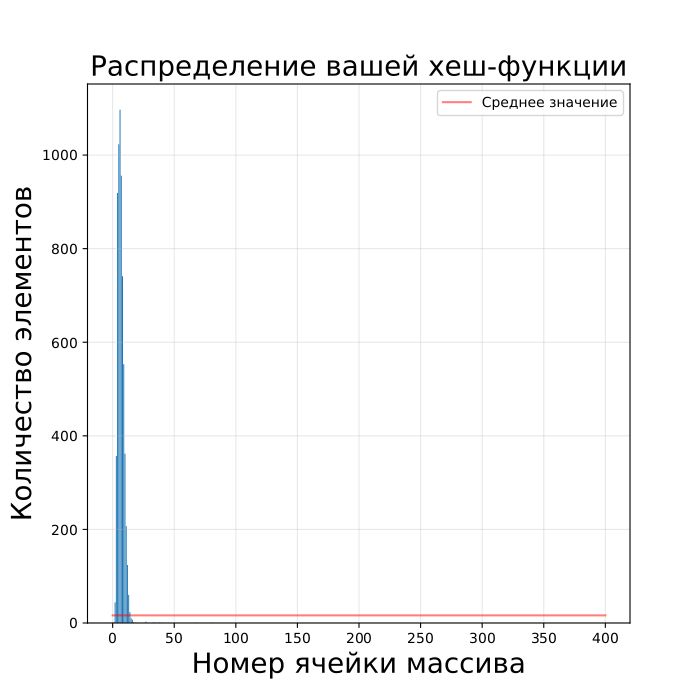 Распределение вашей хеш-функции
Среднее значение
Количество элементов
1000
800
600
400
200
0
0 50 100 150 200 250 300 350 400
Номер ячейки массива